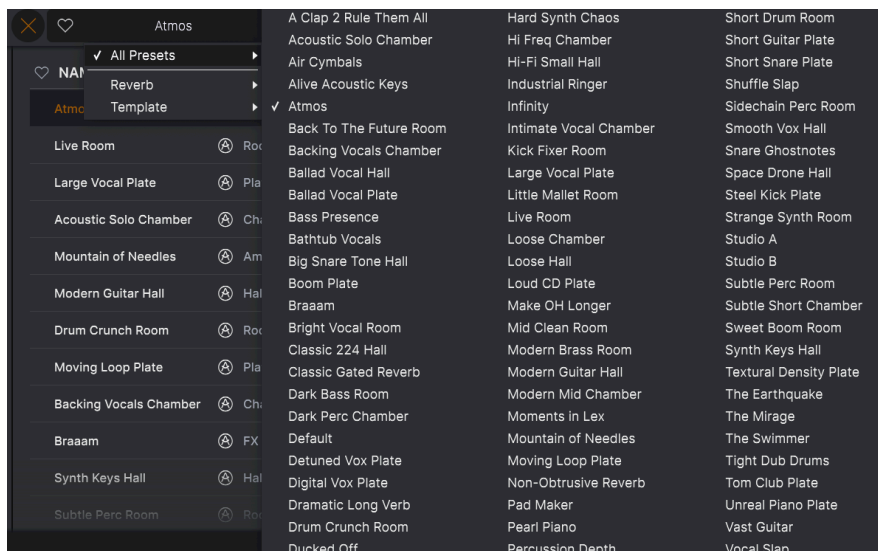 Atmos
All Presets
Reverb
Template
Live Room
Large Vocal Plate
Acoustic Solo Chamber
Mountain of Needles
Modern Guitar Hall
Drum Crunch Room
Moving Loop Plate
Backing Vocals Chamber
Braaam
FX
Synth Keys Hall
Subtle Perc Room
A Clap 2 Rule Them All
Acoustic Solo Chamber
Air Cymbals
Alive Acoustic Keys
Atmos
Back To The Future Room
Backing Vocals Chamber
Ballad Vocal Hall
Ballad Vocal Plate
Bass Presence
Bathtub Vocals
Big Snare Tone Hall
Boom Plate
Braaam
Bright Vocal Room
Classic 224 Hall
Classic Gated Reverb
Dark Bass Room
Dark Perc Chamber
Default
Detuned Vox Plate
Digital Vox Plate
Dramatic Long Verb
Drum Crunch Room
Ducked Off
Hard Synth Chaos
Hi Freq Chamber
Hi-Fi Small Hall
Industrial Ringer
Infinity
Intimate Vocal Chamber
Kick Fixer Room
Large Vocal Plate
Little Mallet Room
Live Room
Loose Chamber
Loose Hall
Loud CD Plate
Make OH Longer
Mid Clean Room
Modern Brass Room
Modern Guitar Hall
Modern Mid Chamber
Moments in Lex
Mountain of Needles
Moving Loop Plate
Non-Obtrusive Reverb
Pad Maker
Pearl Piano
Percussion Depth
Short Drum Room
Short Guitar Plate
Short Snare Plate
Shuffle Slap
Sidechain Perc Room
Smooth Vox Hall
Snare Ghostnotes
Space Drone Hall
Steel Kick Plate
Strange Synth Room
Studio A
Studio B
Subtle Perc Room
Subtle Short Chamber
Sweet Boom Room
Synth Keys Hall
Textural Density Plate
The Earthquake
The Mirage
The Swimmer
Tight Dub Drums
Tom Club Plate
Unreal Piano Plate
Vast Guitar
Vocal Slap